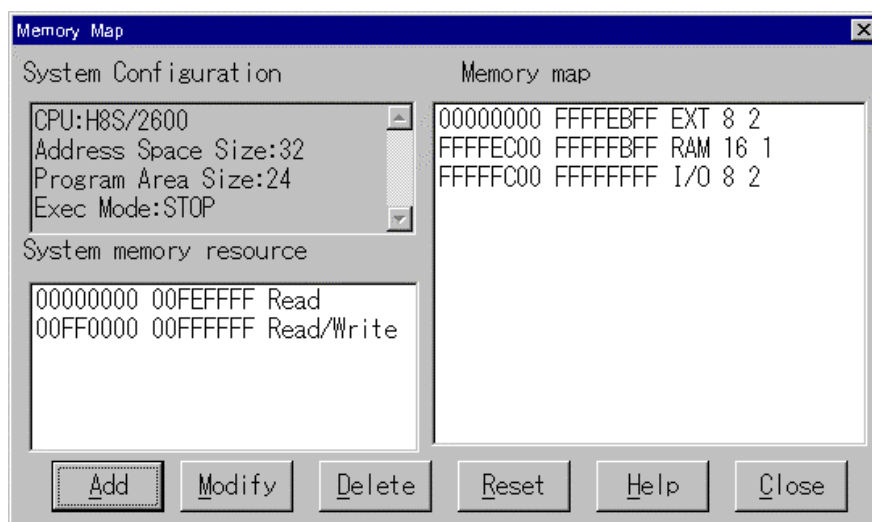 Memory Map
System Configuration
CPU:H8S/2600
Address Space Size:32
Program Area Size:24
Exec Mode:STOP
System memory resource
00000000 00FEFFFF Read
00FF0000 00FFFFFF Read/Write
Memory map
00000000 FFFFEBFF EXT 8 2
FFFFEC00 FFFFFBFF RAM 16 1
FFFFFC00 FFFFFFFF I/O 8 2
Add Modify Delete Reset Help Close